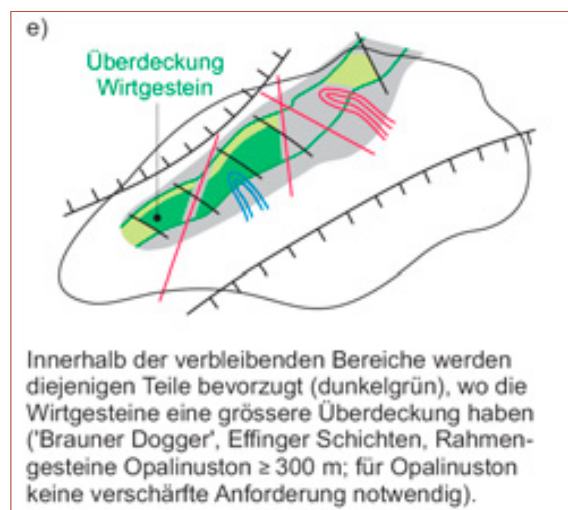 e)
Überdeckung
Wirtgestein
Innerhalb der verbleibenden Bereiche werden
diejenigen Teile bevorzugt (dunkelgrün), wo die
Wirtgesteine eine grössere Überdeckung haben
('Brauner Dogger', Effinger Schichten, Rahmen-
gesteine Opalinuston ≥ 300 m; für Opalinuston
keine verschärfte Anforderung notwendig).